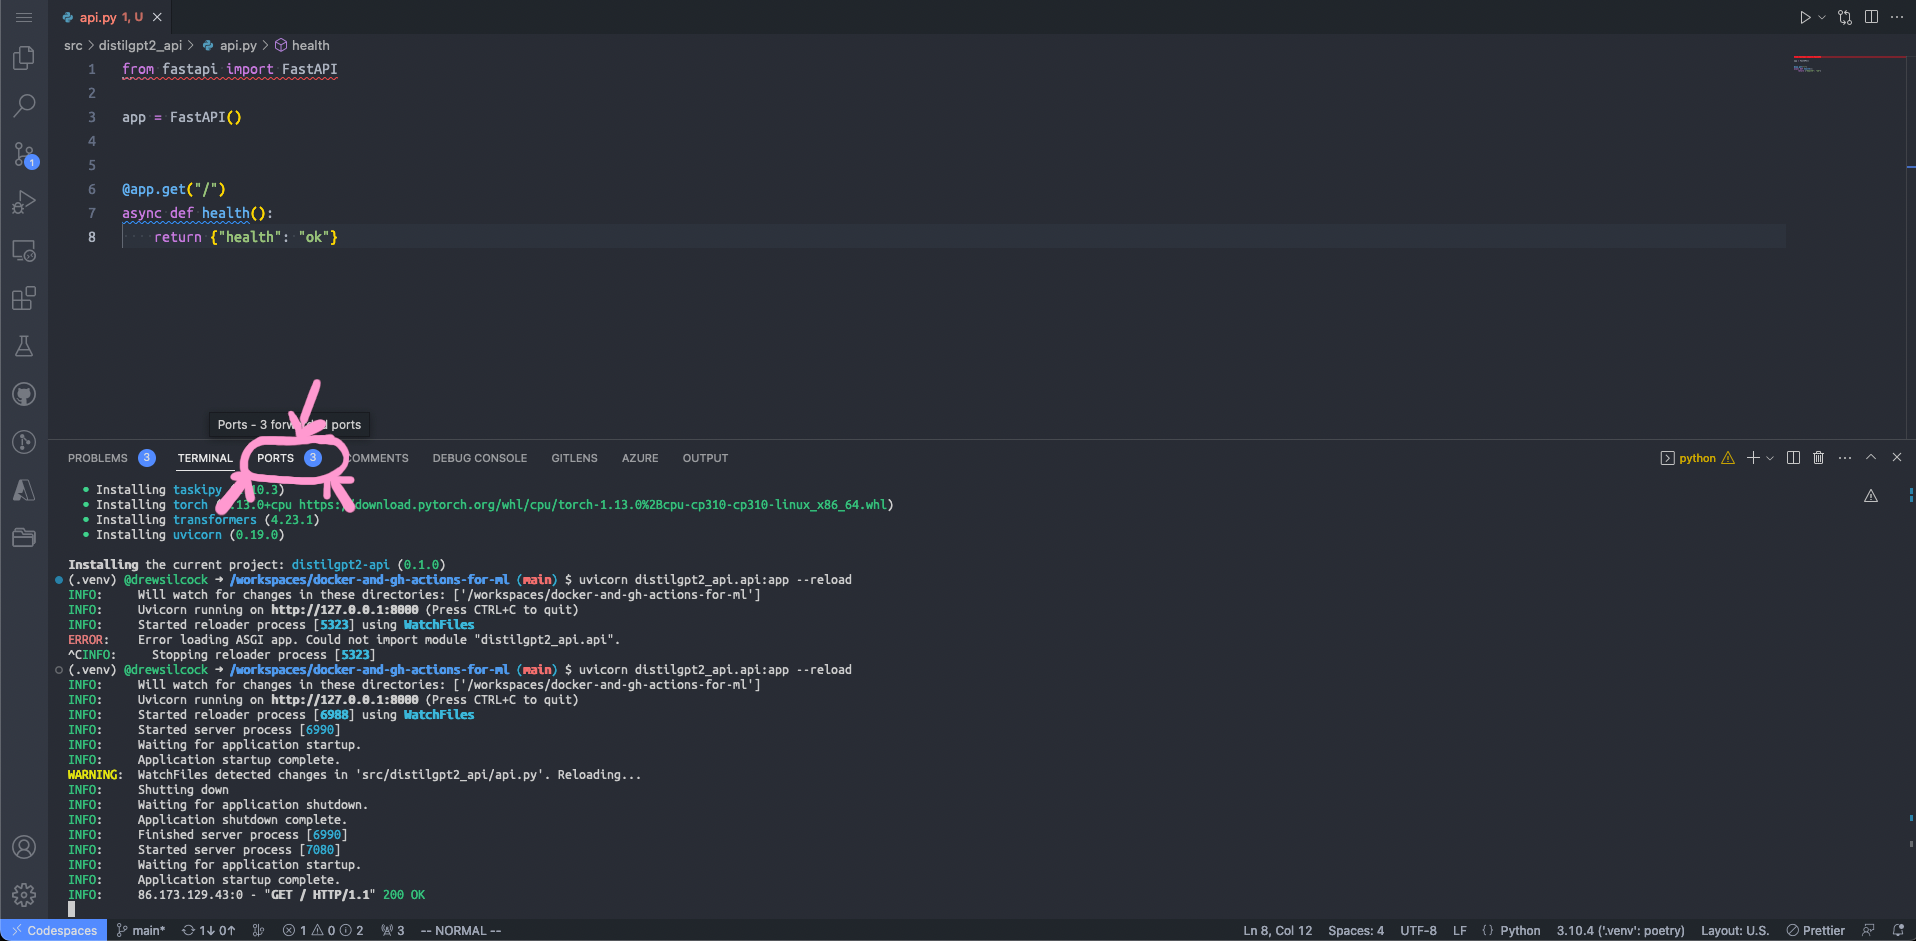 api.py 1, U
src > distilgpt2_api > api.py > health
1 from fastapi import FastAPI
2
3 app = FastAPI()
4
5
6 @app.get("/")
7 async def health():
8 return {"health": "ok"}
1
Ports - 3 forwarded ports
PROBLEMS 3 TERMINAL PORTS 3 COMMENTS DEBUG CONSOLE GITLENS AZURE OUTPUT
python
• Installing taskipy 10.3)
• Installing torch .13.0+cpu https://download.pytorch.org/whl/cpu/torch-1.13.0%2Bcpu-cp310-cp310-linux_x86_64.whl)
• Installing transformers (4.23.1)
• Installing uvicorn (0.19.0)
Installing the current project: distilgpt2-api (0.1.0)
(.venv) @drewsilcock → /workspaces/docker-and-gh-actions-for-ml (main) $ uvicorn distilgpt2_api.api:app --reload
INFO: Will watch for changes in these directories: ['/workspaces/docker-and-gh-actions-for-ml']
INFO: Uvicorn running on http://127.0.0.1:8000 (Press CTRL+C to quit)
INFO: Started reloader process [5323] using WatchFiles
ERROR: Error loading ASGI app. Could not import module "distilgpt2_api.api".
^CINFO: Stopping reloader process [5323]
(.venv) @drewsilcock → /workspaces/docker-and-gh-actions-for-ml (main) $ uvicorn distilgpt2_api.api:app --reload
INFO: Will watch for changes in these directories: ['/workspaces/docker-and-gh-actions-for-ml']
INFO: Uvicorn running on http://127.0.0.1:8000 (Press CTRL+C to quit)
INFO: Started reloader process [6988] using WatchFiles
INFO: Started server process [6990]
INFO: Waiting for application startup.
INFO: Application startup complete.
WARNING: WatchFiles detected changes in 'src/distilgpt2_api/api.py'. Reloading...
INFO: Shutting down
INFO: Waiting for application shutdown.
INFO: Application shutdown complete.
INFO: Finished server process [6990]
INFO: Started server process [7080]
INFO: Waiting for application startup.
INFO: Application startup complete.
INFO: 86.173.129.43:0 - "GET / HTTP/1.1" 200 OK
Codespaces main* 1↓ 0↑ 1 0 2 3 -- NORMAL -- Ln 8, Col 12 Spaces: 4 UTF-8 LF {} Python 3.10.4 ('.venv': poetry) Layout: U.S. Prettier